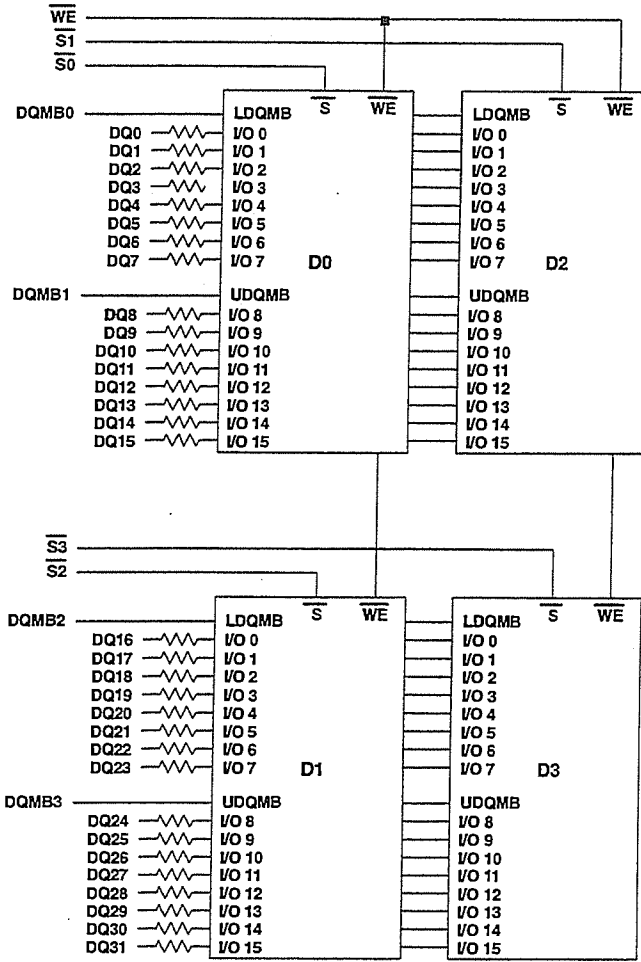 WE
S1
S0
S WE S WE
DQMB0 LDQMB LDQMB
DQ0 I/O 0 I/O 0
DQ1 I/O 1 I/O 1
DQ2 I/O 2 I/O 2
DQ3 I/O 3 I/O 3
DQ4 I/O 4 I/O 4
DQ5 I/O 5 I/O 5
DQ6 I/O 6 I/O 6
DQ7 I/O 7 D0 I/O 7 D2
DQMB1 UDQMB UDQMB
DQ8 I/O 8 I/O 8
DQ9 I/O 9 I/O 9
DQ10 I/O 10 I/O 10
DQ11 I/O 11 I/O 11
DQ12 I/O 12 I/O 12
DQ13 I/O 13 I/O 13
DQ14 I/O 14 I/O 14
DQ15 I/O 15 I/O 15
S3
S2
S WE S WE
DQMB2 LDQMB LDQMB
DQ16 I/O 0 I/O 0
DQ17 I/O 1 I/O 1
DQ18 I/O 2 I/O 2
DQ19 I/O 3 I/O 3
DQ20 I/O 4 I/O 4
DQ21 I/O 5 I/O 5
DQ22 I/O 6 I/O 6
DQ23 I/O 7 D1 I/O 7 D3
DQMB3 UDQMB UDQMB
DQ24 I/O 8 I/O 8
DQ25 I/O 9 I/O 9
DQ26 I/O 10 I/O 10
DQ27 I/O 11 I/O 11
DQ28 I/O 12 I/O 12
DQ29 I/O 13 I/O 13
DQ30 I/O 14 I/O 14
DQ31 I/O 15 I/O 15